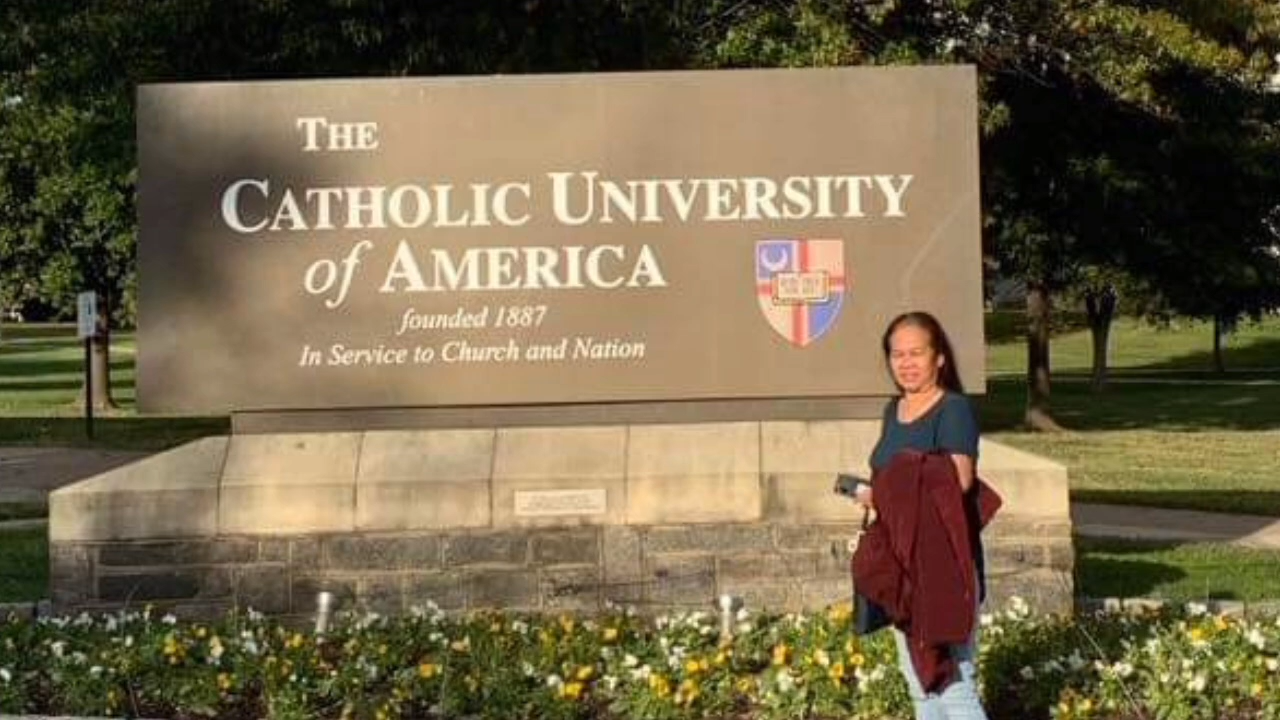 THE
CATHOLIC UNIVERSITY
of AMERICA
founded 1887
In Service to Church and Nation